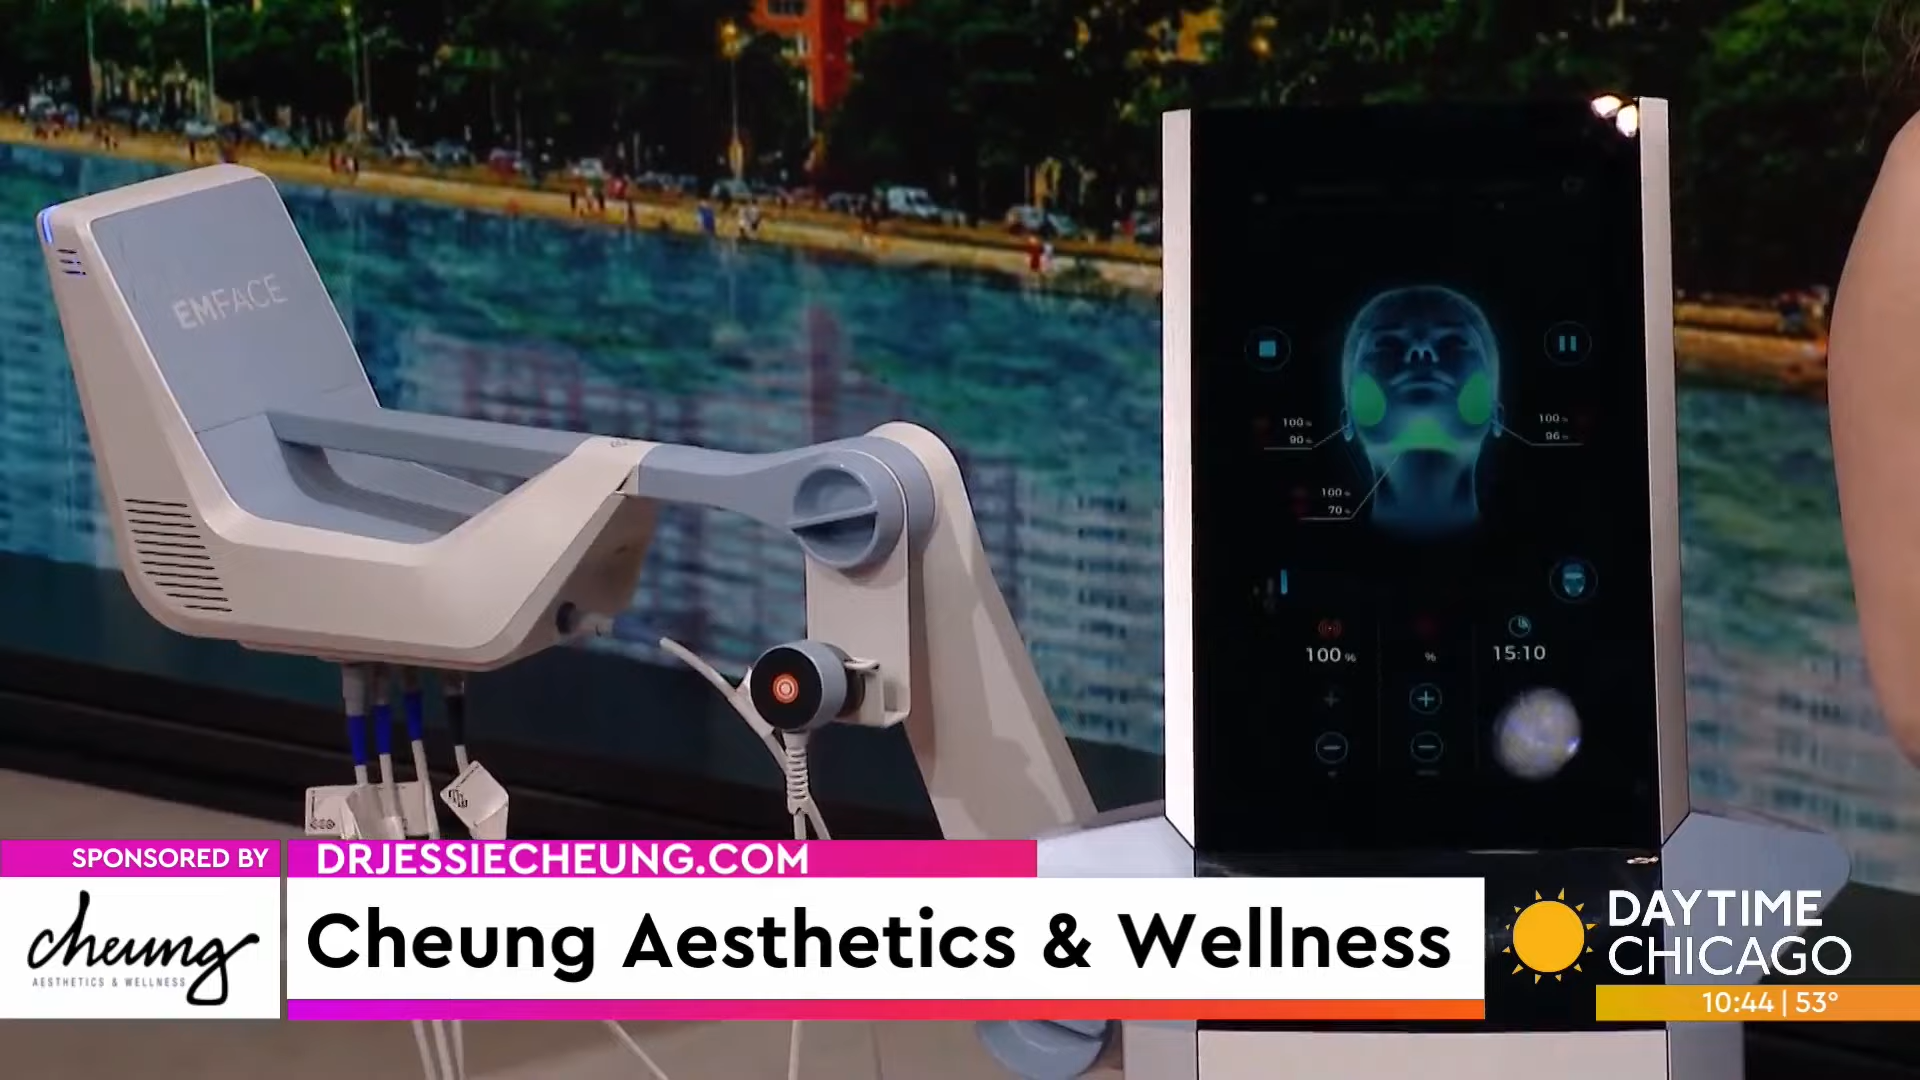 EMFACE
100 %
90 %
100 %
96 %
100 %
70 %
100 %
%
15:10
SPONSORED BY
DRJESSIECHEUNG.COM
cheung
AESTHETICS & WELLNESS
Cheung Aesthetics & Wellness
DAYTIME
CHICAGO
10:44 | 53°